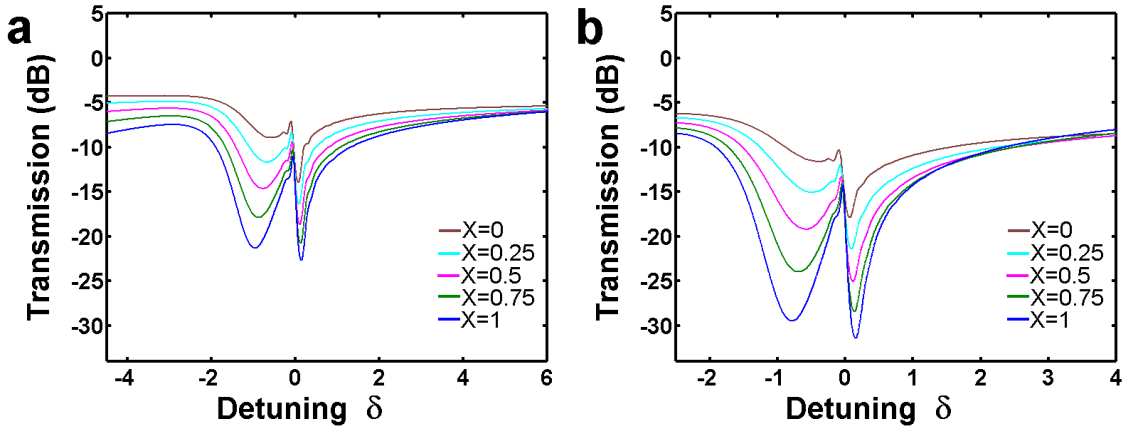 a
Transmission (dB)
5
0
-5
-10
-15
-20
-25
-30
X=0
X=0.25
X=0.5
X=0.75
X=1
-4
-2
0
2
4
6
Detuning δ
b
Transmission (dB)
5
0
-5
-10
-15
-20
-25
-30
X=0
X=0.25
X=0.5
X=0.75
X=1
-2
-1
0
1
2
3
4
Detuning δ